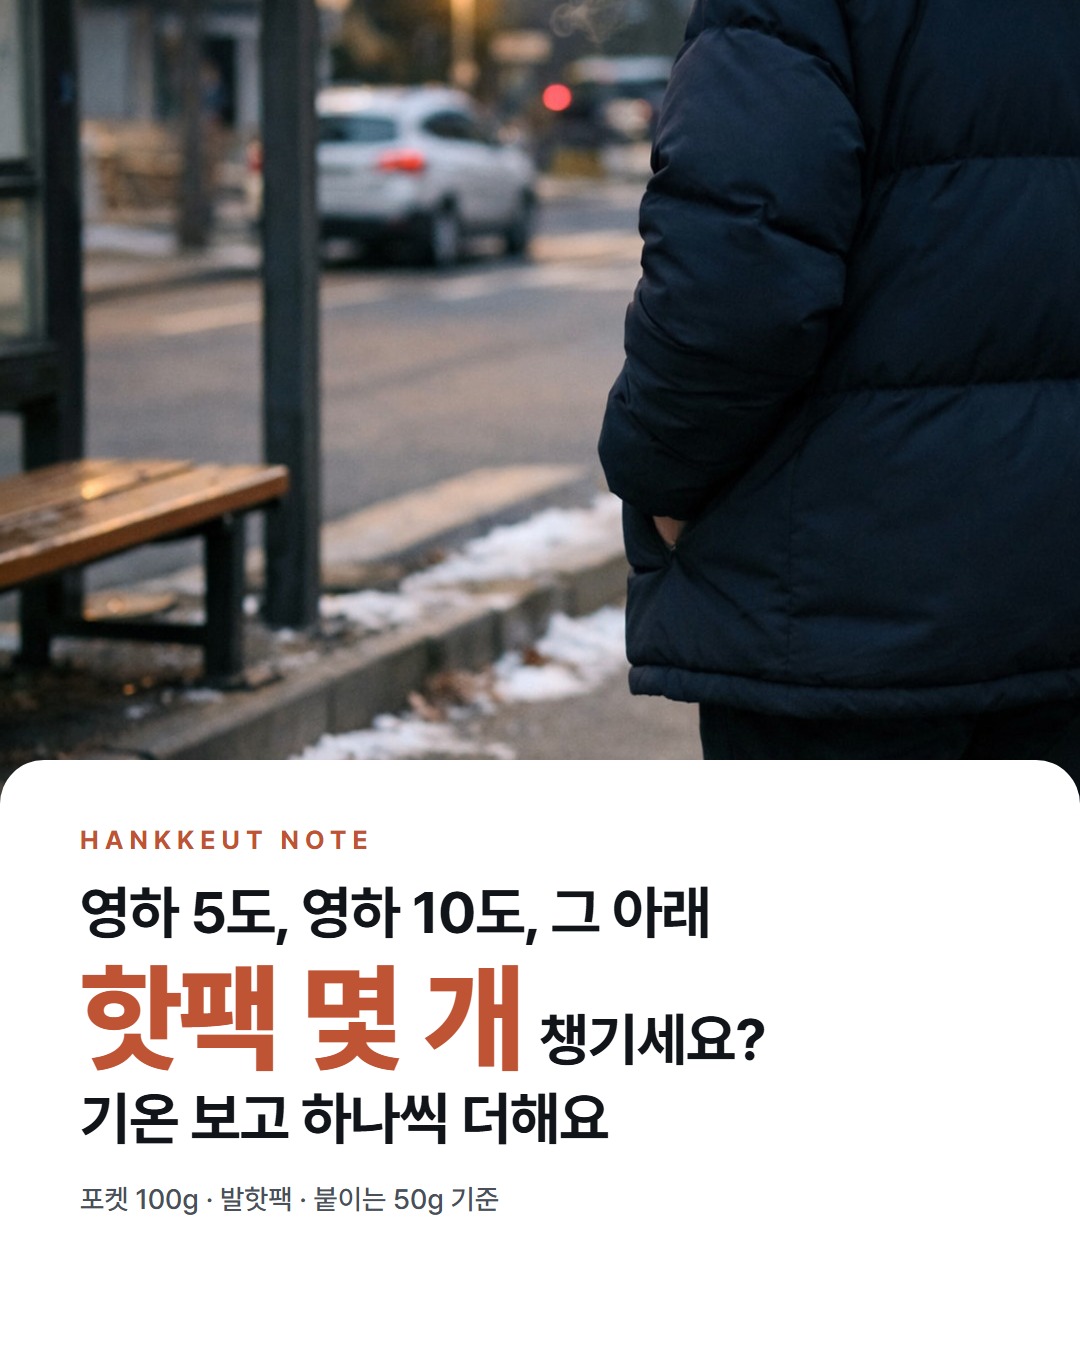 HANKKEUT NOTE
영하 5도, 영하 10도, 그 아래
핫팩 몇 개 챙기세요?
기온 보고 하나씩 더해요
포켓 100g · 발핫팩 · 붙이는 50g 기준